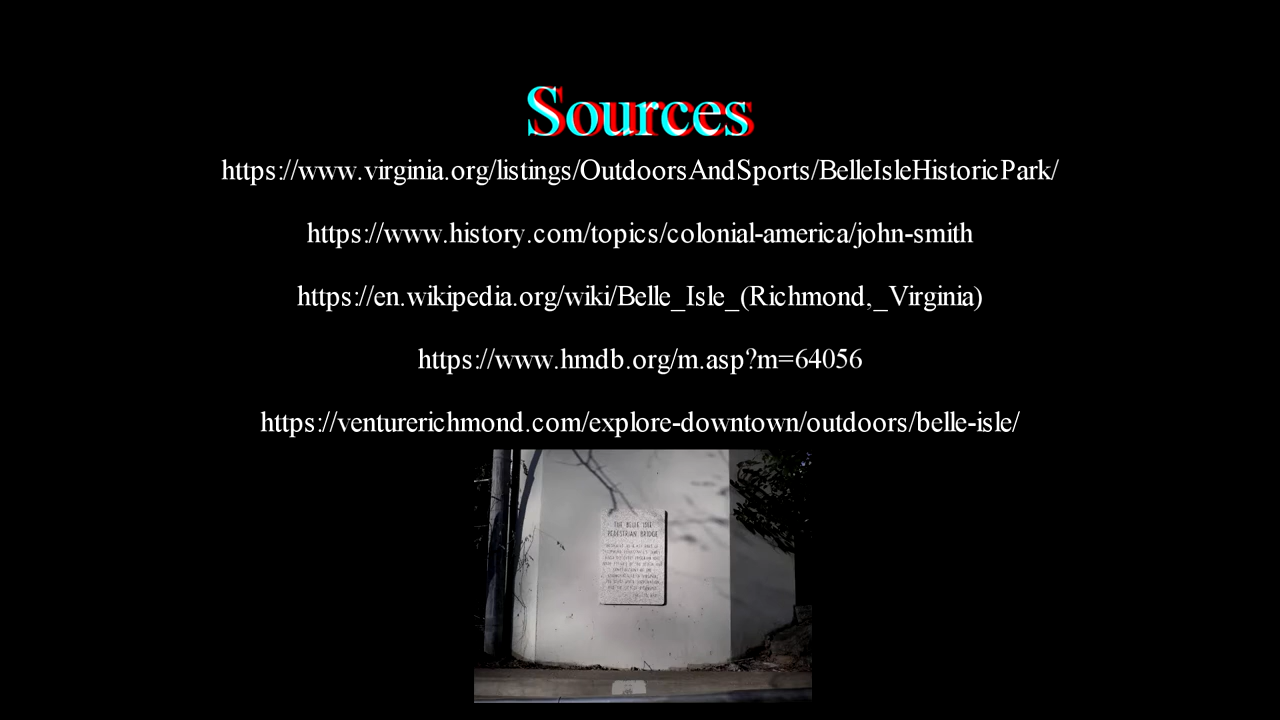 Sources
https://www.virginia.org/listings/OutdoorsAndSports/BelleIsleHistoricPark/
https://www.history.com/topics/colonial-america/john-smith
https://en.wikipedia.org/wiki/Belle_Isle_(Richmond,_Virginia)
https://www.hmdb.org/m.asp?m=64056
https://venturerichmond.com/explore-downtown/outdoors/belle-isle/
THE BELLE ISLE
PEDESTRIAN BRIDGE